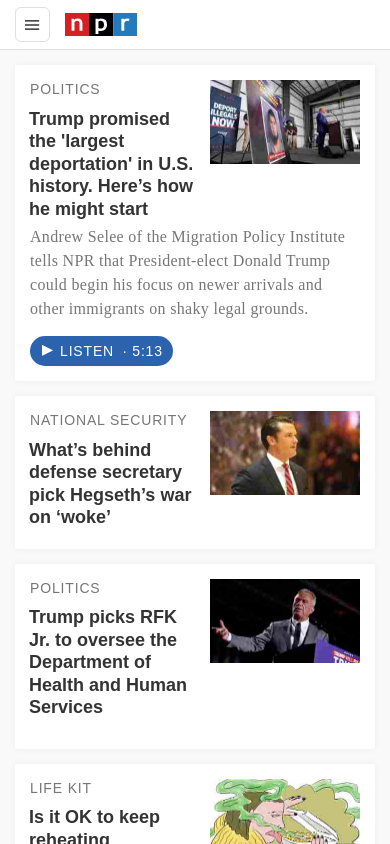 npr
POLITICS
Trump promised
the 'largest
deportation' in U.S.
history. Here’s how
he might start
DEPORT
ILLEGALS
NOW
Andrew Selee of the Migration Policy Institute
tells NPR that President-elect Donald Trump
could begin his focus on newer arrivals and
other immigrants on shaky legal grounds.
LISTEN · 5:13
NATIONAL SECURITY
What’s behind
defense secretary
pick Hegseth’s war
on ‘woke’
POLITICS
Trump picks RFK
Jr. to oversee the
Department of
Health and Human
Services
LIFE KIT
Is it OK to keep
reheating